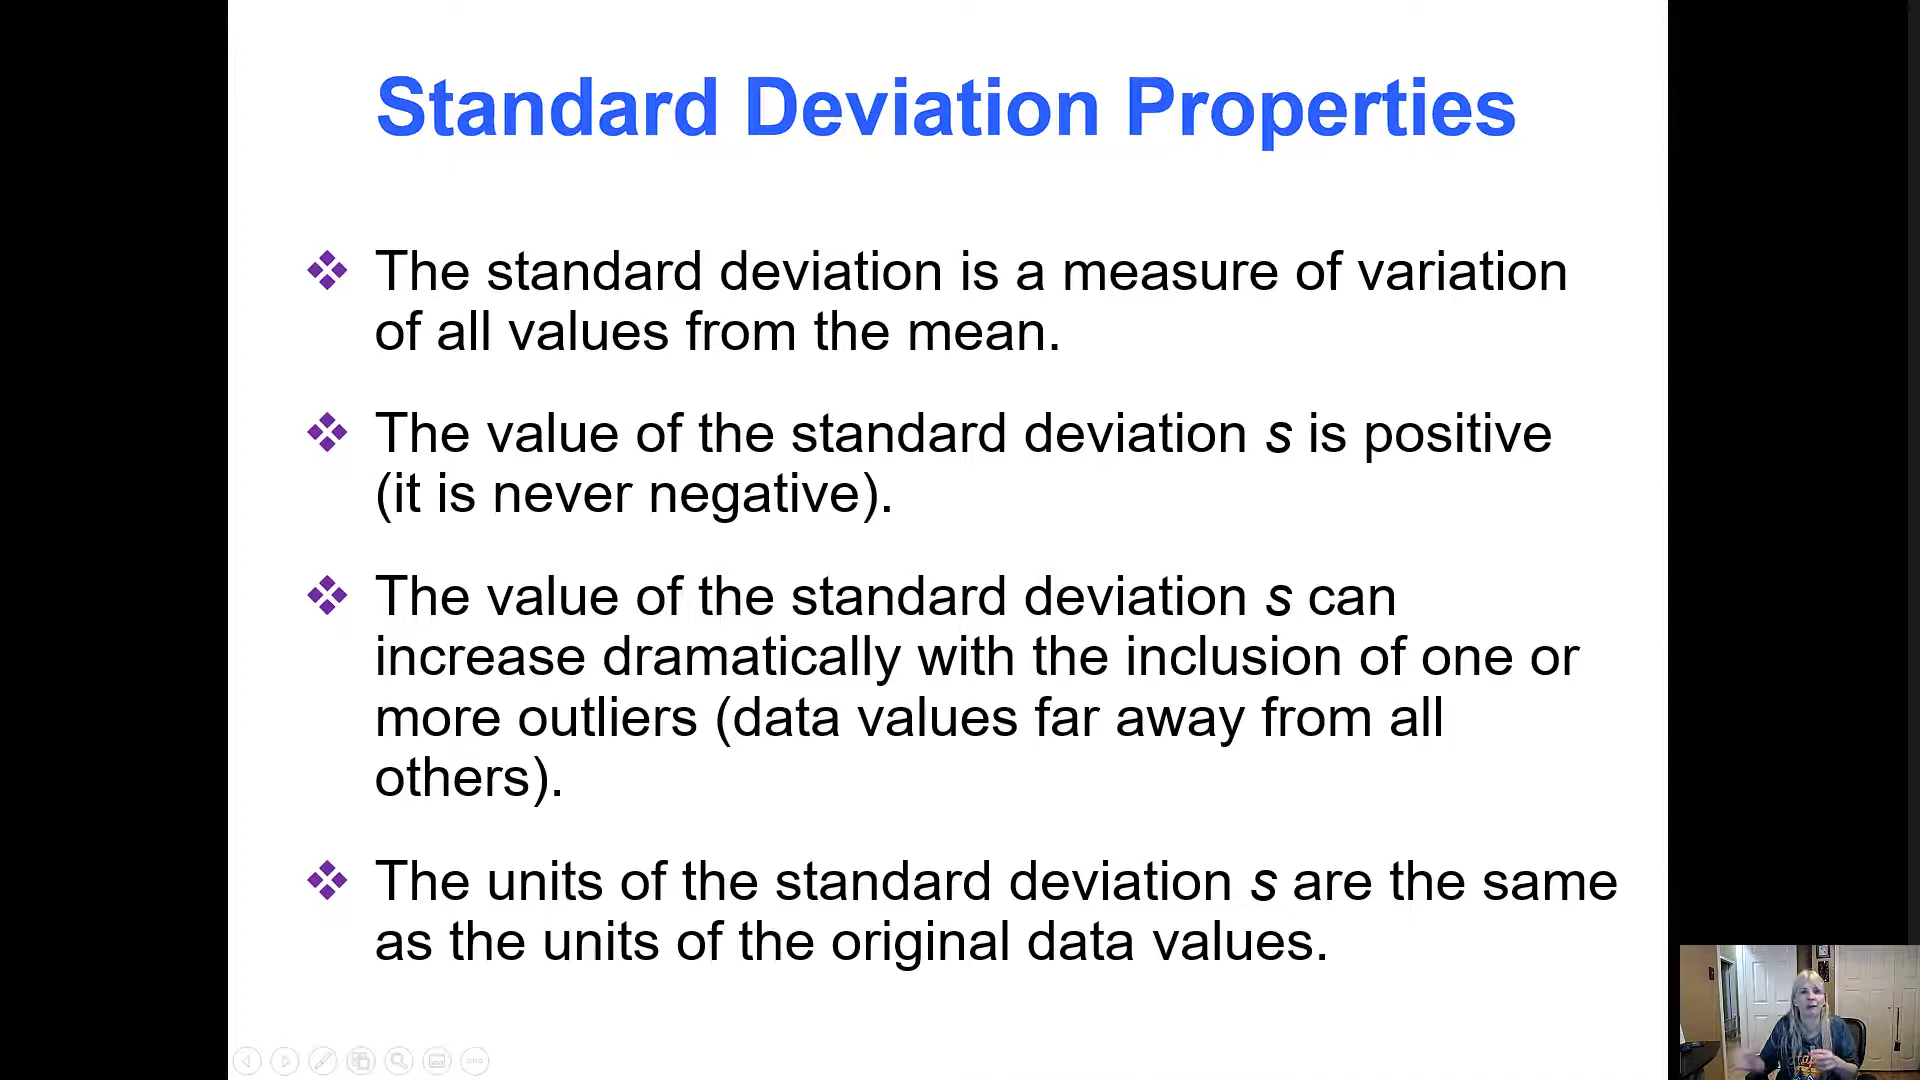 Standard Deviation Properties
The standard deviation is a measure of variation
of all values from the mean.
The value of the standard deviation s is positive
(it is never negative).
The value of the standard deviation s can
increase dramatically with the inclusion of one or
more outliers (data values far away from all
others).
The units of the standard deviation s are the same
as the units of the original data values.